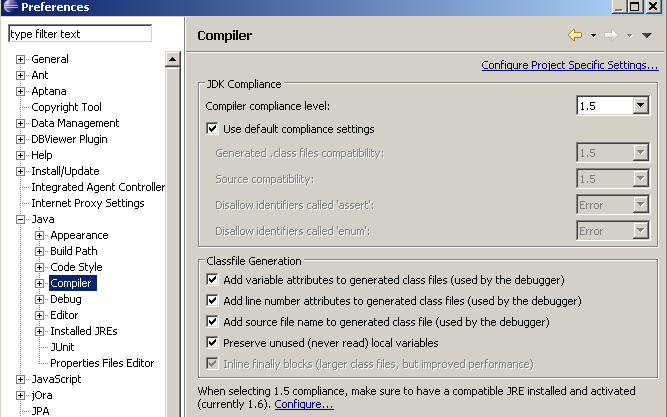 Preferences
type filter text
General
Ant
Aptana
Copyright Tool
Data Management
DBViewer Plugin
Help
Install/Update
Integrated Agent Controller
Internet Proxy Settings
Java
Appearance
Build Path
Code Style
Compiler
Debug
Editor
Installed JREs
JUnit
Properties Files Editor
JavaScript
jOra
JPA
Compiler
Configure Project Specific Settings...
JDK Compliance
Compiler compliance level: 1.5
Use default compliance settings
Generated .class files compatibility: 1.5
Source compatibility: 1.5
Disallow identifiers called 'assert': Error
Disallow identifiers called 'enum': Error
Classfile Generation
Add variable attributes to generated class files (used by the debugger)
Add line number attributes to generated class files (used by the debugger)
Add source file name to generated class file (used by the debugger)
Preserve unused (never read) local variables
Inline finally blocks (larger class files, but improved performance)
When selecting 1.5 compliance, make sure to have a compatible JRE installed and activated
(currently 1.6). Configure...